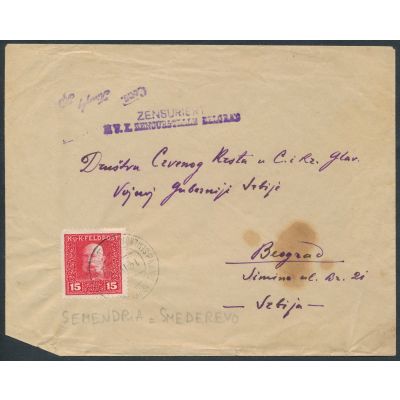 ZENSURIERT
K.u.K. ZENSURSTELLE BELGRAD
Društvu Crvenog Krsta u C. i Kr. Glav.
Vojnoj Guberniji Srbije
Beograd
Simina ul. Br. 21
— Srbija —
K.u.K. FELDPOST
15 15
SEMENDRIA = SMEDEREVO